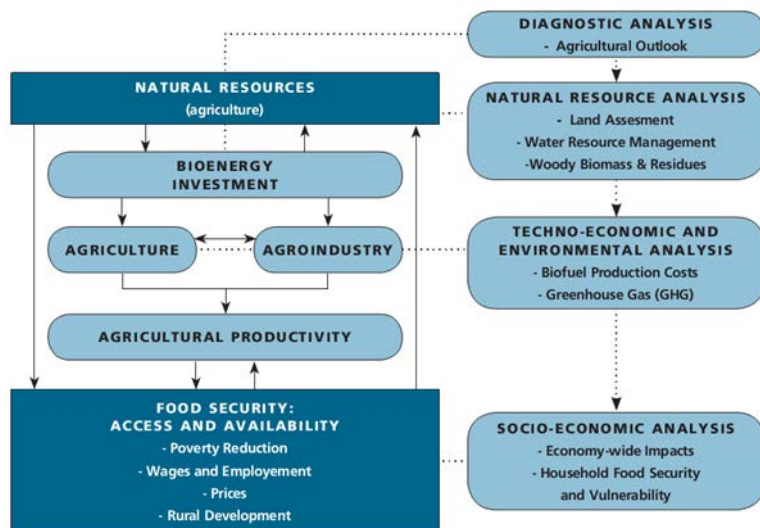 DIAGNOSTIC ANALYSIS
- Agricultural Outlook
NATURAL RESOURCES
(agriculture)
NATURAL RESOURCE ANALYSIS
- Land Assesment
- Water Resource Management
-Woody Biomass & Residues
BIOENERGY
INVESTMENT
AGRICULTURE
AGROINDUSTRY
TECHNO-ECONOMIC AND
ENVIRONMENTAL ANALYSIS
- Biofuel Production Costs
- Greenhouse Gas (GHG)
AGRICULTURAL PRODUCTIVITY
FOOD SECURITY:
ACCESS AND AVAILABILITY
- Poverty Reduction
- Wages and Employement
- Prices
- Rural Development
SOCIO-ECONOMIC ANALYSIS
- Economy-wide Impacts
- Household Food Security
and Vulnerability